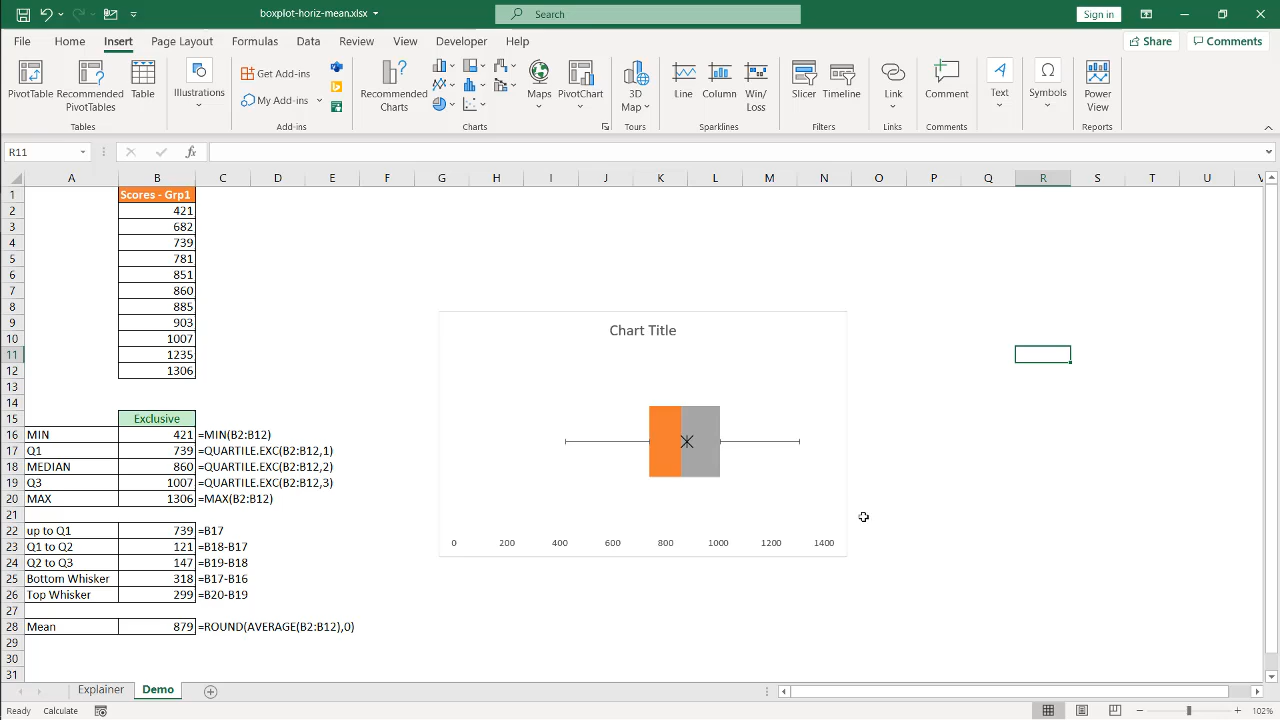 boxplot-horiz-mean.xlsx
Search
Sign in
File Home Insert Page Layout Formulas Data Review View Developer Help
Share Comments
PivotTable Recommended PivotTables Table
Tables
Illustrations
Get Add-ins
My Add-ins
Add-ins
Recommended Charts
Maps PivotChart
Charts
3D Map
Tours
Line Column Win/Loss
Sparklines
Slicer Timeline
Filters
Link
Links
Comment
Comments
Text
Symbols
Power View
Reports
R11
fx
A B C D E F G H I J K L M N O P Q R S T U
1 Scores - Grp1
2 421
3 682
4 739
5 781
6 851
7 860
8 885
9 903
10 1007
11 1235
12 1306
13
14
15 Exclusive
16 MIN 421 =MIN(B2:B12)
17 Q1 739 =QUARTILE.EXC(B2:B12,1)
18 MEDIAN 860 =QUARTILE.EXC(B2:B12,2)
19 Q3 1007 =QUARTILE.EXC(B2:B12,3)
20 MAX 1306 =MAX(B2:B12)
21
22 up to Q1 739 =B17
23 Q1 to Q2 121 =B18-B17
24 Q2 to Q3 147 =B19-B18
25 Bottom Whisker 318 =B17-B16
26 Top Whisker 299 =B20-B19
27
28 Mean 879 =ROUND(AVERAGE(B2:B12),0)
29
30
31
Chart Title
0 200 400 600 800 1000 1200 1400
Explainer Demo
Ready Calculate
102%